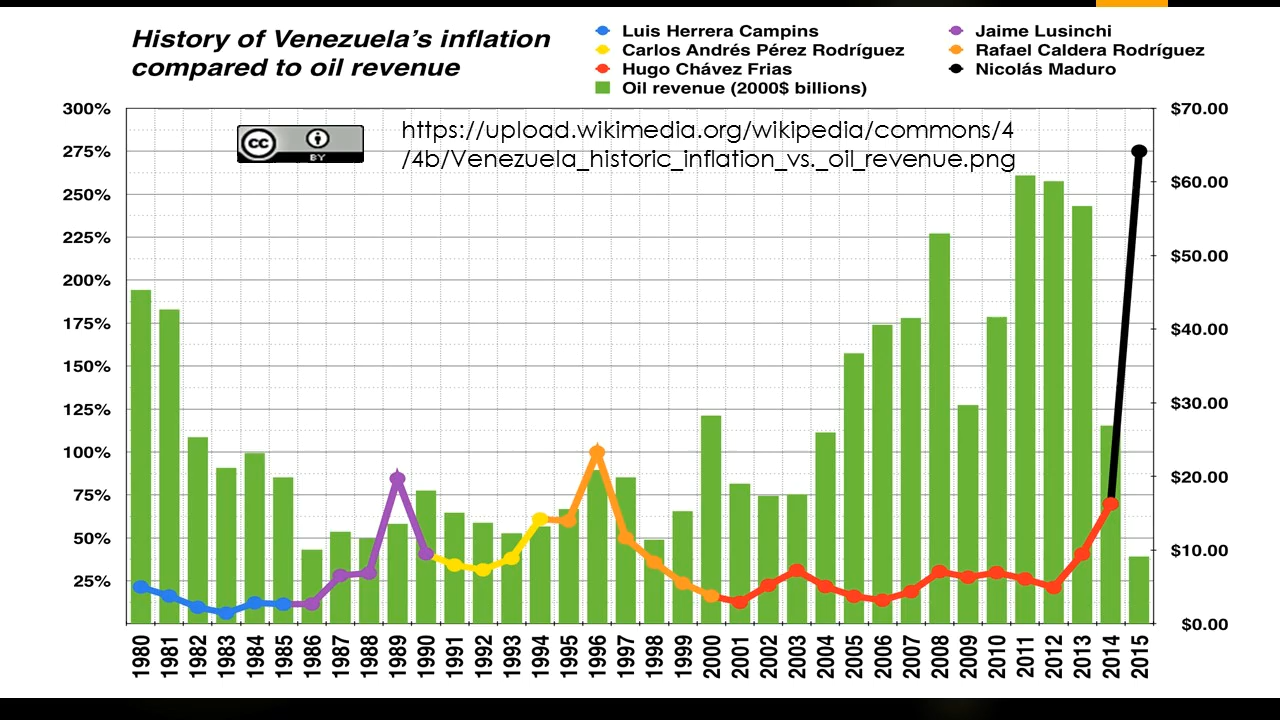 History of Venezuela's inflation
compared to oil revenue
Luis Herrera Campins
Jaime Lusinchi
Carlos Andrés Pérez Rodríguez
Rafael Caldera Rodríguez
Hugo Chávez Frias
Nicolás Maduro
Oil revenue (2000$ billions)
300%
275%
250%
225%
200%
175%
150%
125%
100%
75%
50%
25%
cc
BY
https://upload.wikimedia.org/wikipedia/commons/4
/4b/Venezuela_historic_inflation_vs._oil_revenue.png
$70.00
$60.00
$50.00
$40.00
$30.00
$20.00
$10.00
$0.00
1980 1981 1982 1983 1984 1985 1986 1987 1988 1989 1990 1991 1992 1993 1994 1995 1996 1997 1998 1999 2000 2001 2002 2003 2004 2005 2006 2007 2008 2009 2010 2011 2012 2013 2014 2015